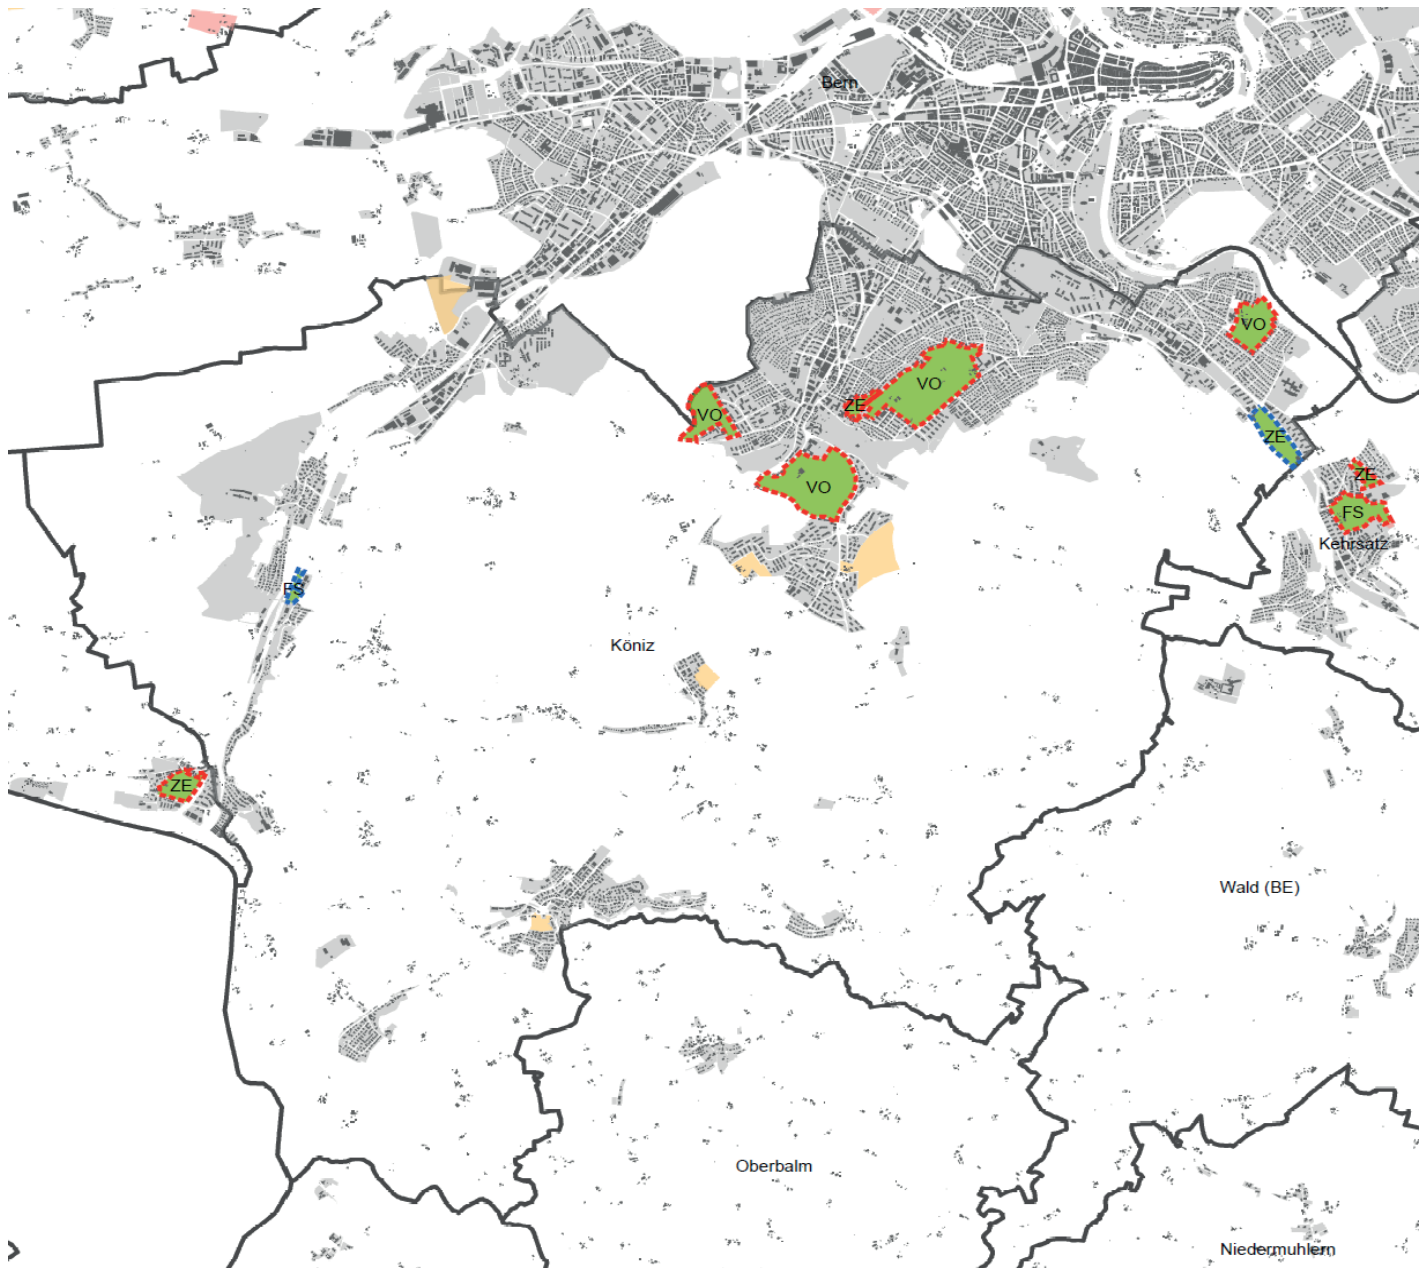 Bern
VO
VO
ZE
VO
ZE
ZE
VO
FS
Kehrsatz
FS
Köniz
ZE
Wald (BE)
Oberbalm
Niedermuhlern